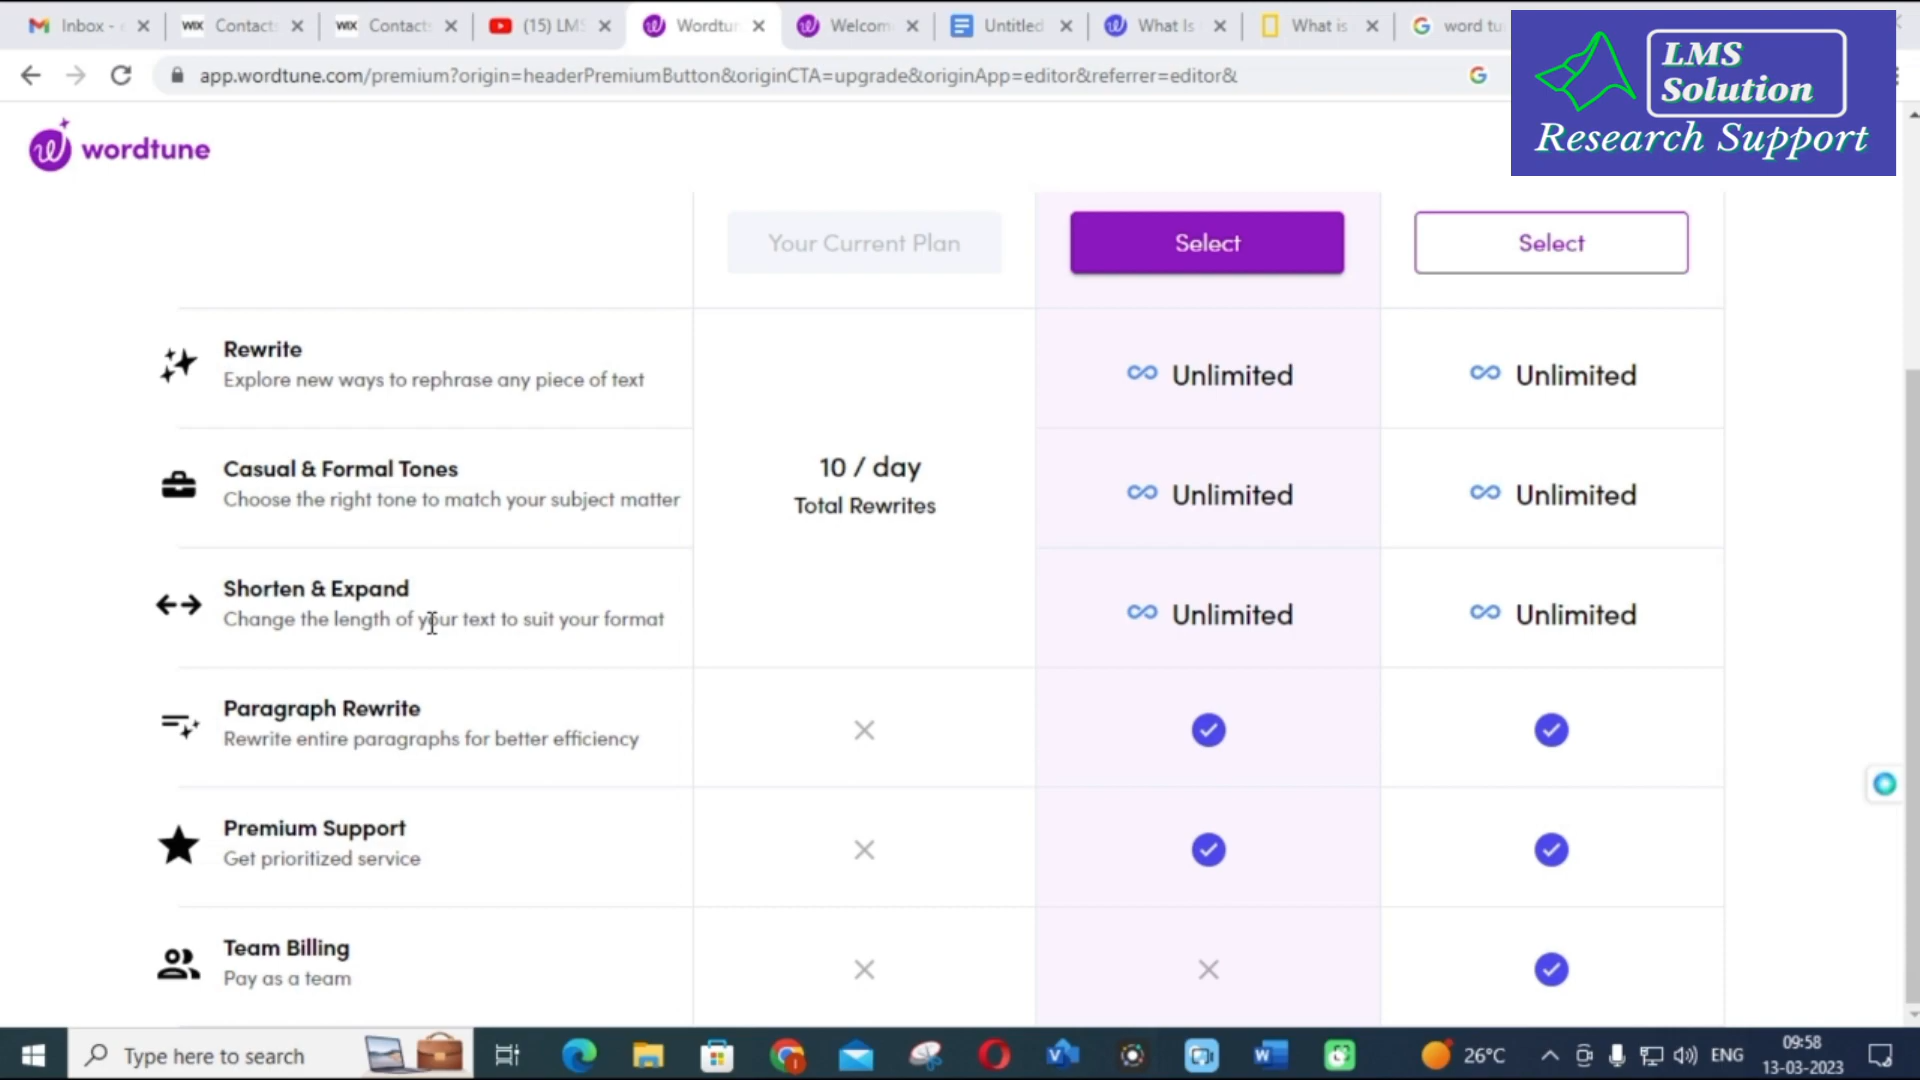 Inbox -
WIX Contact
WIX Contact
(15) LMS
Wordtun
Welcom
Untitled
What Is
What is
word tu
app.wordtune.com/premium?origin=headerPremiumButton&originCTA=upgrade&originApp=editor&referrer=editor&
LMS
Solution
Research Support
wordtune
Your Current Plan
Select
Select
Rewrite
Explore new ways to rephrase any piece of text
Unlimited
Unlimited
Casual & Formal Tones
Choose the right tone to match your subject matter
10 / day
Total Rewrites
Unlimited
Unlimited
Shorten & Expand
Change the length of your text to suit your format
Unlimited
Unlimited
Paragraph Rewrite
Rewrite entire paragraphs for better efficiency
Premium Support
Get prioritized service
Team Billing
Pay as a team
Type here to search
26°C
ENG
09:58
13-03-2023